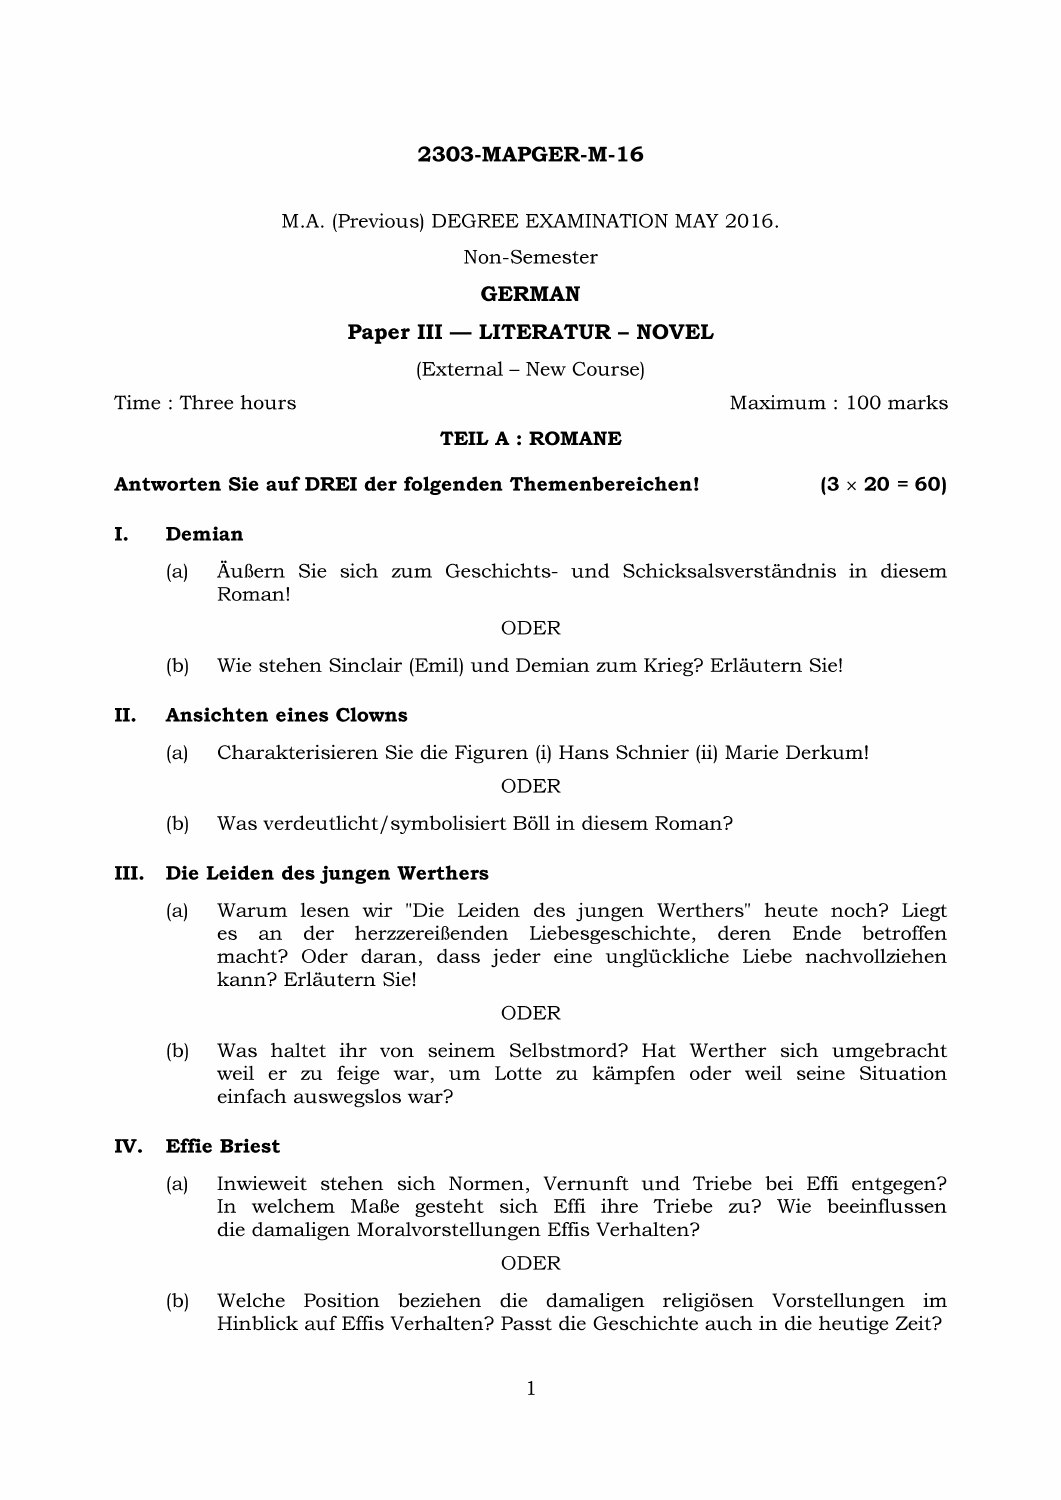 2303-MAPGER-M-16
M.A. (Previous) DEGREE EXAMINATION MAY 2016.
Non-Semester
GERMAN
Paper III — LITERATUR – NOVEL
(External – New Course)
Time : Three hours Maximum : 100 marks
TEIL A : ROMANE
Antworten Sie auf DREI der folgenden Themenbereichen! (3 × 20 = 60)
I. Demian
(a) Äußern Sie sich zum Geschichts- und Schicksalsverständnis in diesem
Roman!
ODER
(b) Wie stehen Sinclair (Emil) und Demian zum Krieg? Erläutern Sie!
II. Ansichten eines Clowns
(a) Charakterisieren Sie die Figuren (i) Hans Schnier (ii) Marie Derkum!
ODER
(b) Was verdeutlicht/symbolisiert Böll in diesem Roman?
III. Die Leiden des jungen Werthers
(a) Warum lesen wir "Die Leiden des jungen Werthers" heute noch? Liegt
es an der herzzereißenden Liebesgeschichte, deren Ende betroffen
macht? Oder daran, dass jeder eine unglückliche Liebe nachvollziehen
kann? Erläutern Sie!
ODER
(b) Was haltet ihr von seinem Selbstmord? Hat Werther sich umgebracht
weil er zu feige war, um Lotte zu kämpfen oder weil seine Situation
einfach auswegslos war?
IV. Effie Briest
(a) Inwieweit stehen sich Normen, Vernunft und Triebe bei Effi entgegen?
In welchem Maße gesteht sich Effi ihre Triebe zu? Wie beeinflussen
die damaligen Moralvorstellungen Effis Verhalten?
ODER
(b) Welche Position beziehen die damaligen religiösen Vorstellungen im
Hinblick auf Effis Verhalten? Passt die Geschichte auch in die heutige Zeit?
1